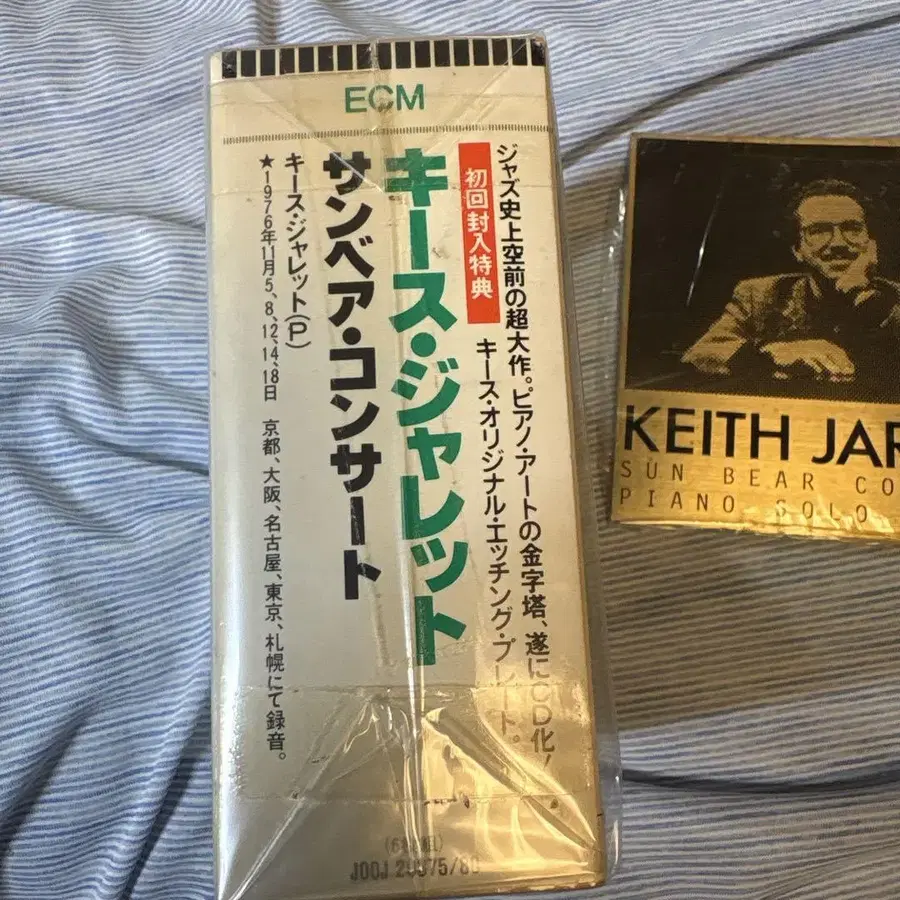 ECM
ジャズ史上空前の超大作。ピアノ・アートの金字塔、遂にCD化!
初回封入特典
キース・オリジナル・エッチング・プレート。
キース・ジャレット
サンベア・コンサート
キース・ジャレット(P)
★1976年11月5、8、12、14、18日 京都、大阪、名古屋、東京、札幌にて録音。
J00J
KEITH JAR
SUN BEAR CO
PIANO SOLO